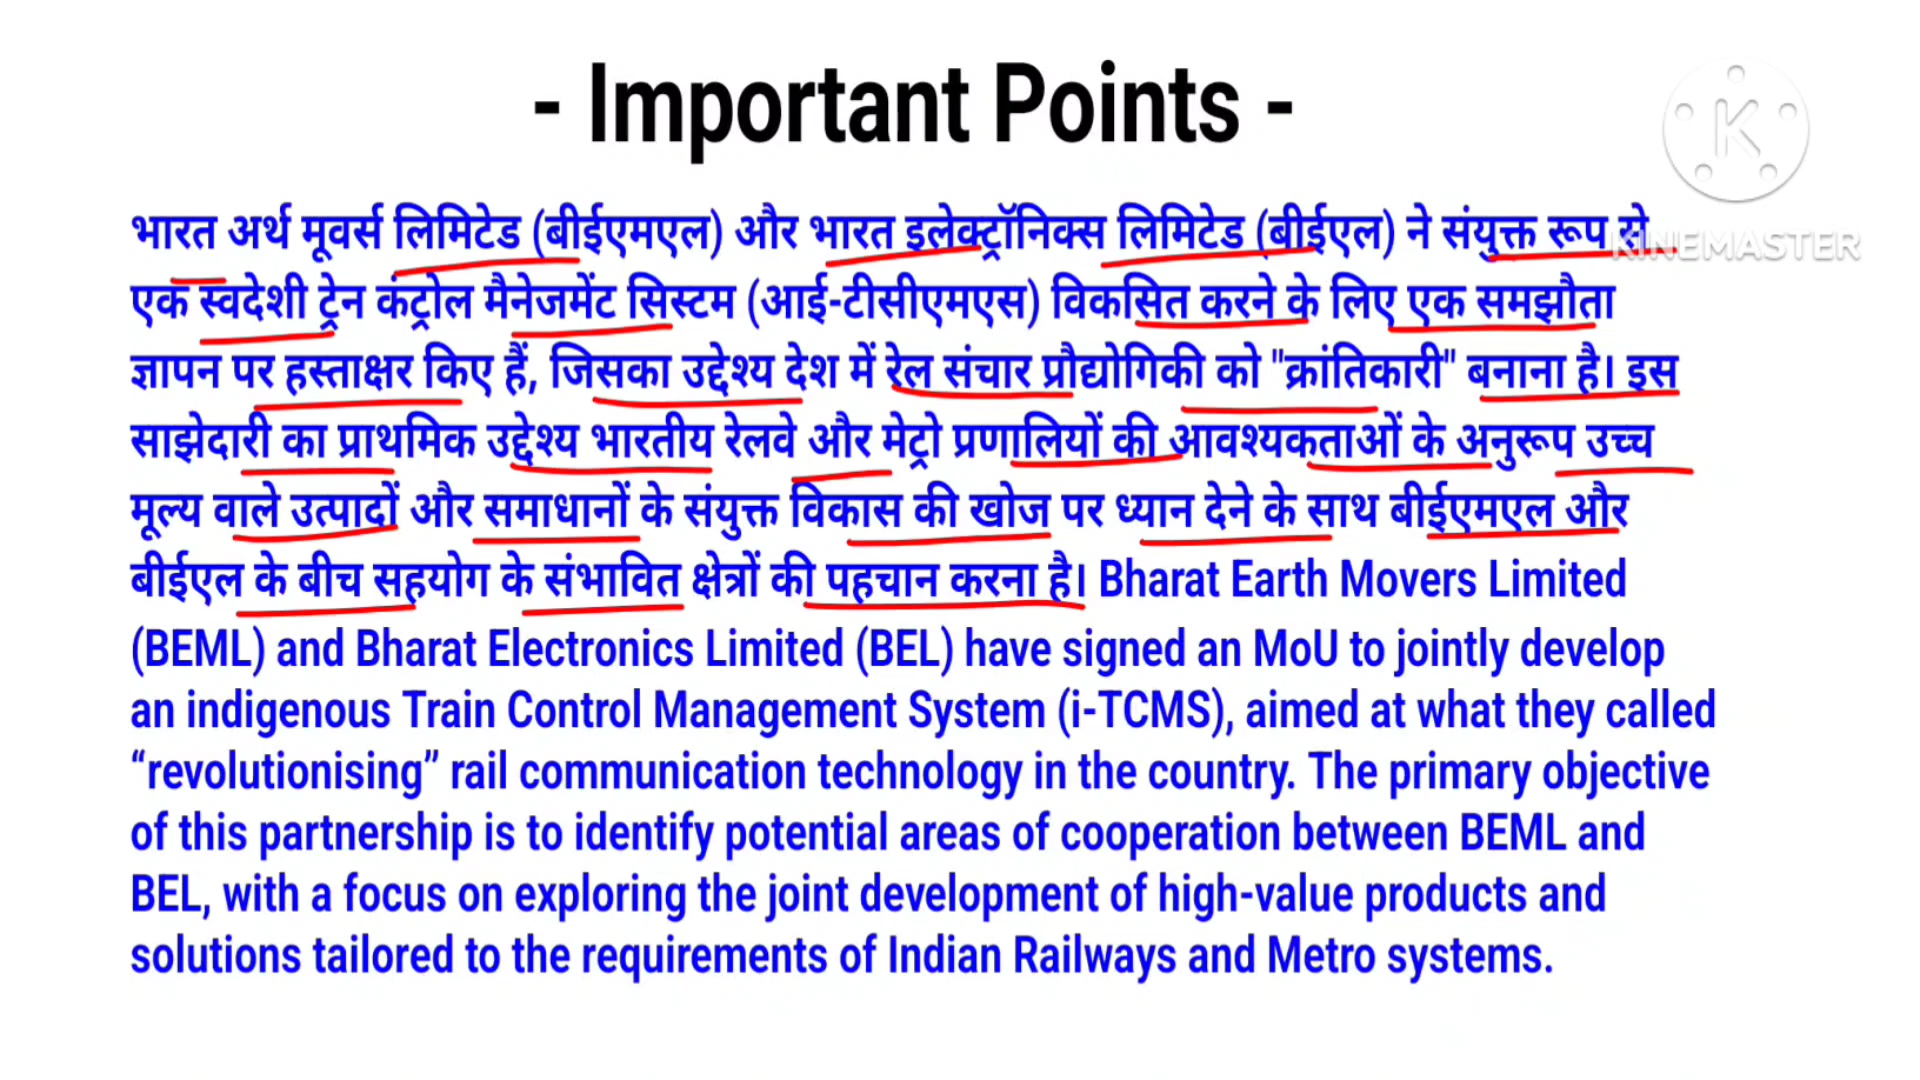 - Important Points -
K
KINEMASTER
भारत अर्थ मूवर्स लिमिटेड (बीईएमएल) और भारत इलेक्ट्रॉनिक्स लिमिटेड (बीईएल) ने संयुक्त रूप से
एक स्वदेशी ट्रेन कंट्रोल मैनेजमेंट सिस्टम (आई-टीसीएमएस) विकसित करने के लिए एक समझौता
ज्ञापन पर हस्ताक्षर किए हैं, जिसका उद्देश्य देश में रेल संचार प्रौद्योगिकी को "क्रांतिकारी" बनाना है। इस
साझेदारी का प्राथमिक उद्देश्य भारतीय रेलवे और मेट्रो प्रणालियों की आवश्यकताओं के अनुरूप उच्च
मूल्य वाले उत्पादों और समाधानों के संयुक्त विकास की खोज पर ध्यान देने के साथ बीईएमएल और
बीईएल के बीच सहयोग के संभावित क्षेत्रों की पहचान करना है। Bharat Earth Movers Limited
(BEML) and Bharat Electronics Limited (BEL) have signed an MoU to jointly develop
an indigenous Train Control Management System (i-TCMS), aimed at what they called
“revolutionising” rail communication technology in the country. The primary objective
of this partnership is to identify potential areas of cooperation between BEML and
BEL, with a focus on exploring the joint development of high-value products and
solutions tailored to the requirements of Indian Railways and Metro systems.